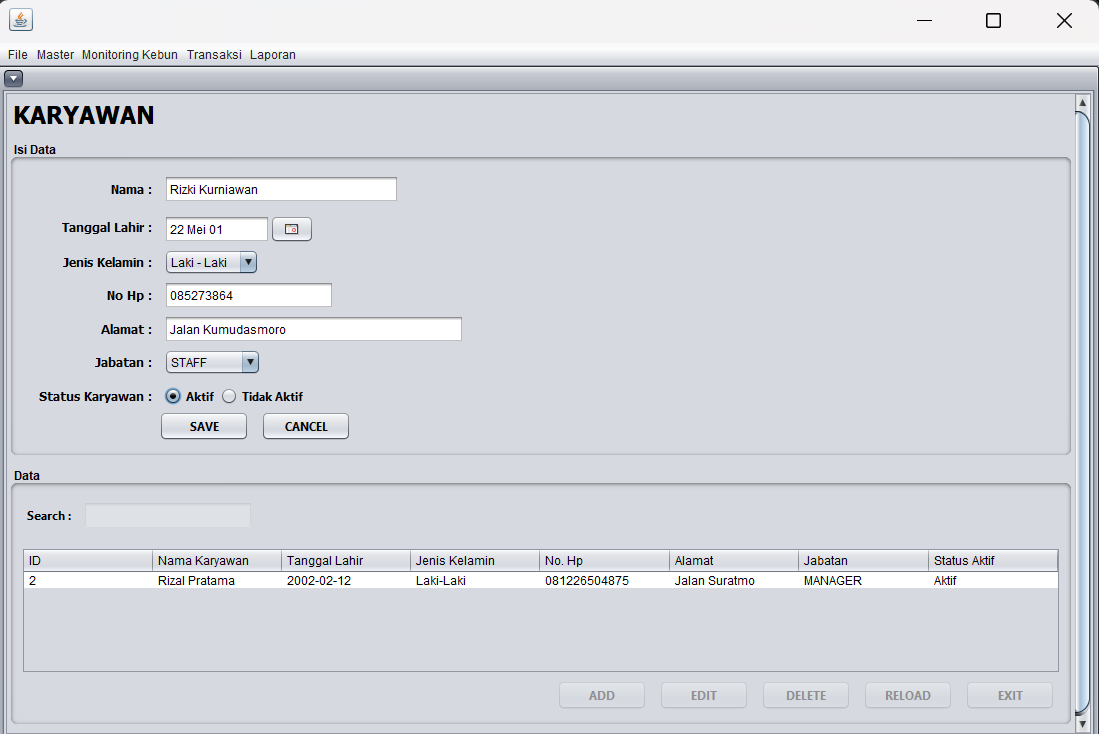 File Master Monitoring Kebun Transaksi Laporan
KARYAWAN
Isi Data
Nama : Rizki Kurniawan
Tanggal Lahir : 22 Mei 01
Jenis Kelamin : Laki - Laki
No Hp : 085273864
Alamat : Jalan Kumudasmoro
Jabatan : STAFF
Status Karyawan : Aktif Tidak Aktif
SAVE CANCEL
Data
Search :
ID Nama Karyawan Tanggal Lahir Jenis Kelamin No. Hp Alamat Jabatan Status Aktif
2 Rizal Pratama 2002-02-12 Laki-Laki 081226504875 Jalan Suratmo MANAGER Aktif
ADD EDIT DELETE RELOAD EXIT